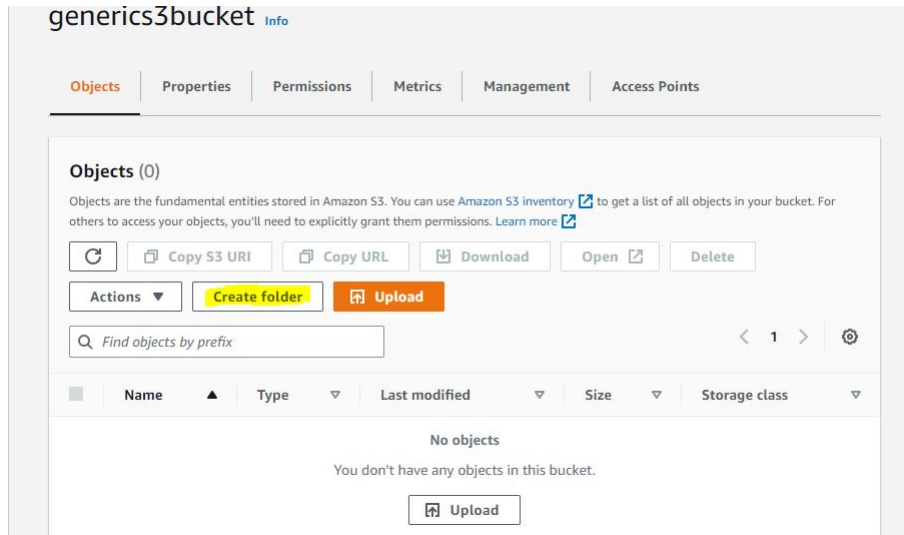 generics3bucket Info
Objects Properties Permissions Metrics Management Access Points
Objects (0)
Objects are the fundamental entities stored in Amazon S3. You can use Amazon S3 inventory to get a list of all objects in your bucket. For
others to access your objects, you'll need to explicitly grant them permissions. Learn more
Copy S3 URI Copy URL Download Open Delete
Actions Create folder Upload
Find objects by prefix 1
Name Type Last modified Size Storage class
No objects
You don't have any objects in this bucket.
Upload